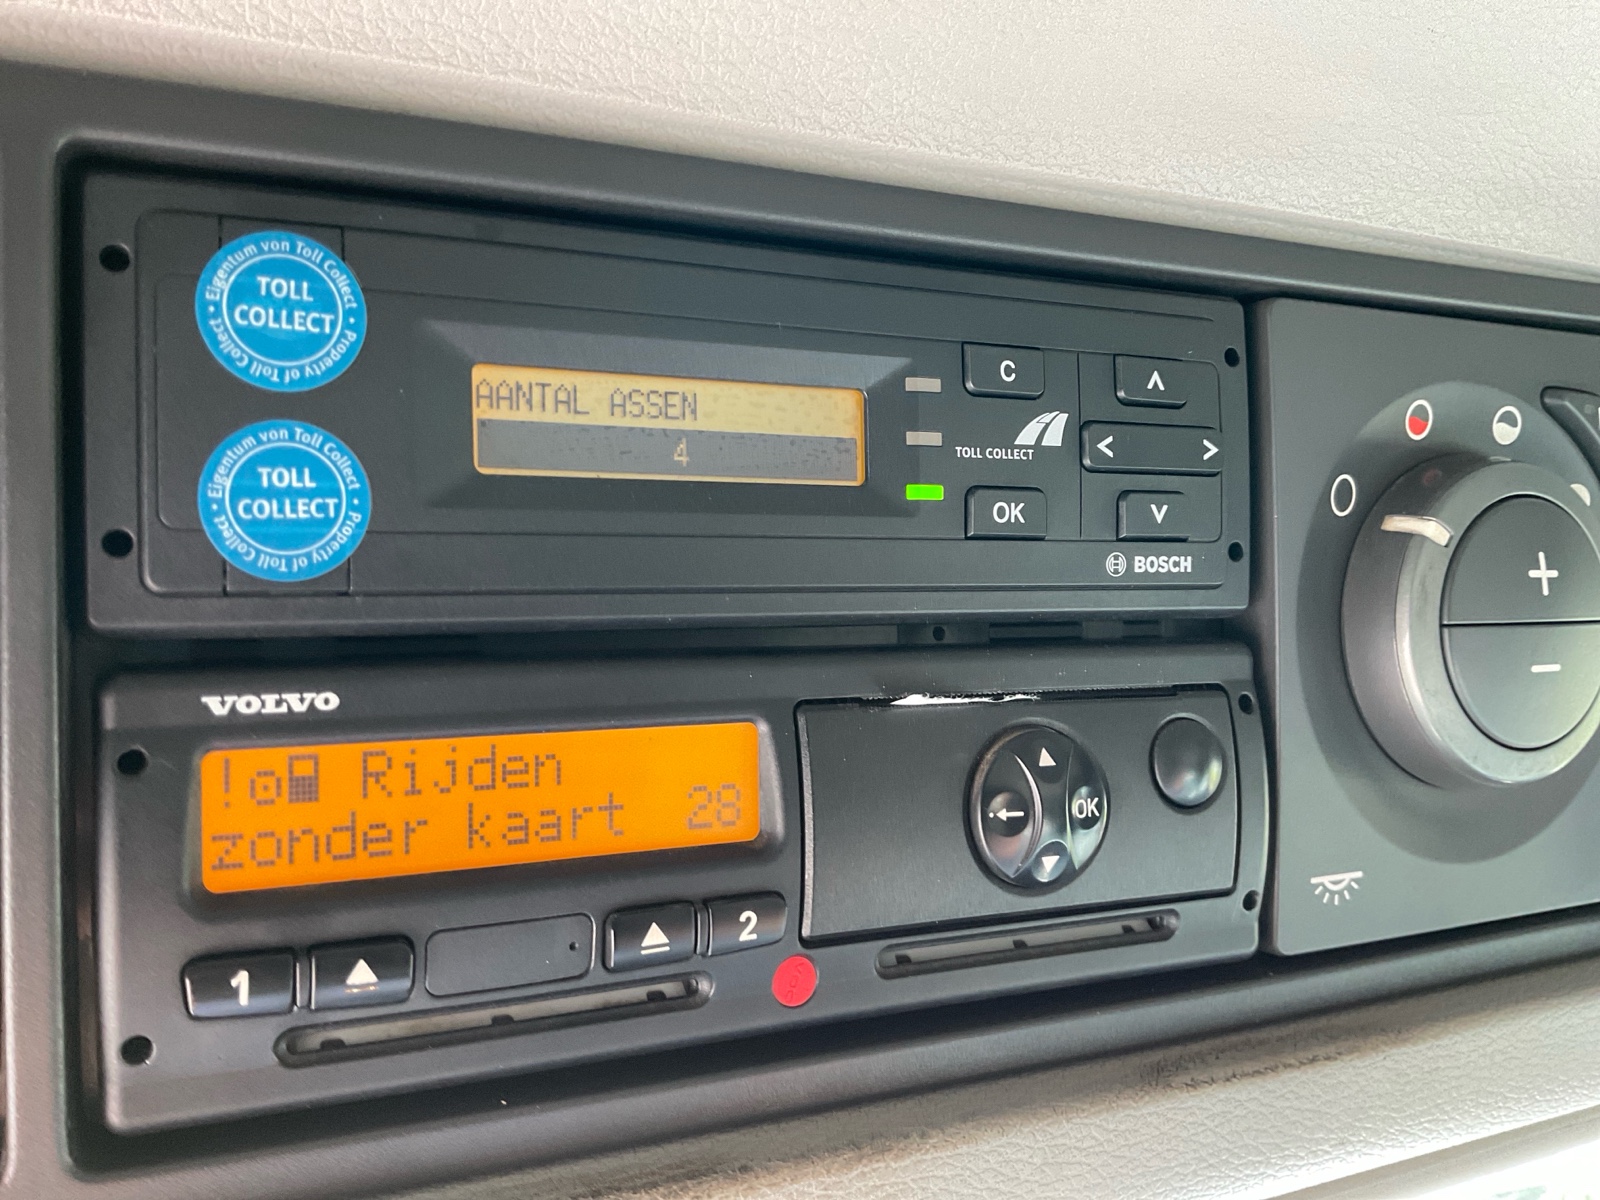 Eigentum von Toll Collect • Property of Toll Collect •
TOLL
COLLECT
Eigentum von Toll Collect • Property of Toll Collect •
TOLL
COLLECT
AANTAL ASSEN
4
C
TOLL COLLECT
OK
BOSCH
VOLVO
! Rijden
zonder kaart 28
1
2
OK